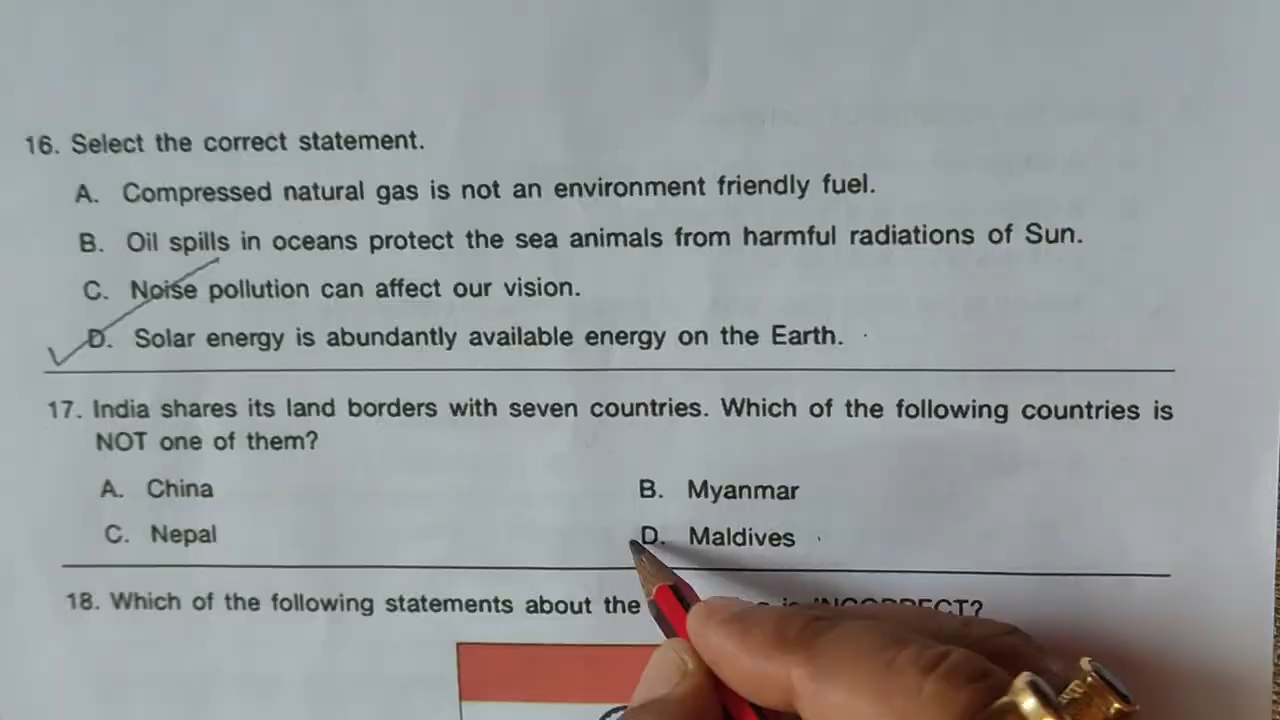 16. Select the correct statement.
A. Compressed natural gas is not an environment friendly fuel.
B. Oil spills in oceans protect the sea animals from harmful radiations of Sun.
C. Noise pollution can affect our vision.
D. Solar energy is abundantly available energy on the Earth.
17. India shares its land borders with seven countries. Which of the following countries is
NOT one of them?
A. China B. Myanmar
C. Nepal D. Maldives
18. Which of the following statements about the is INCORRECT?